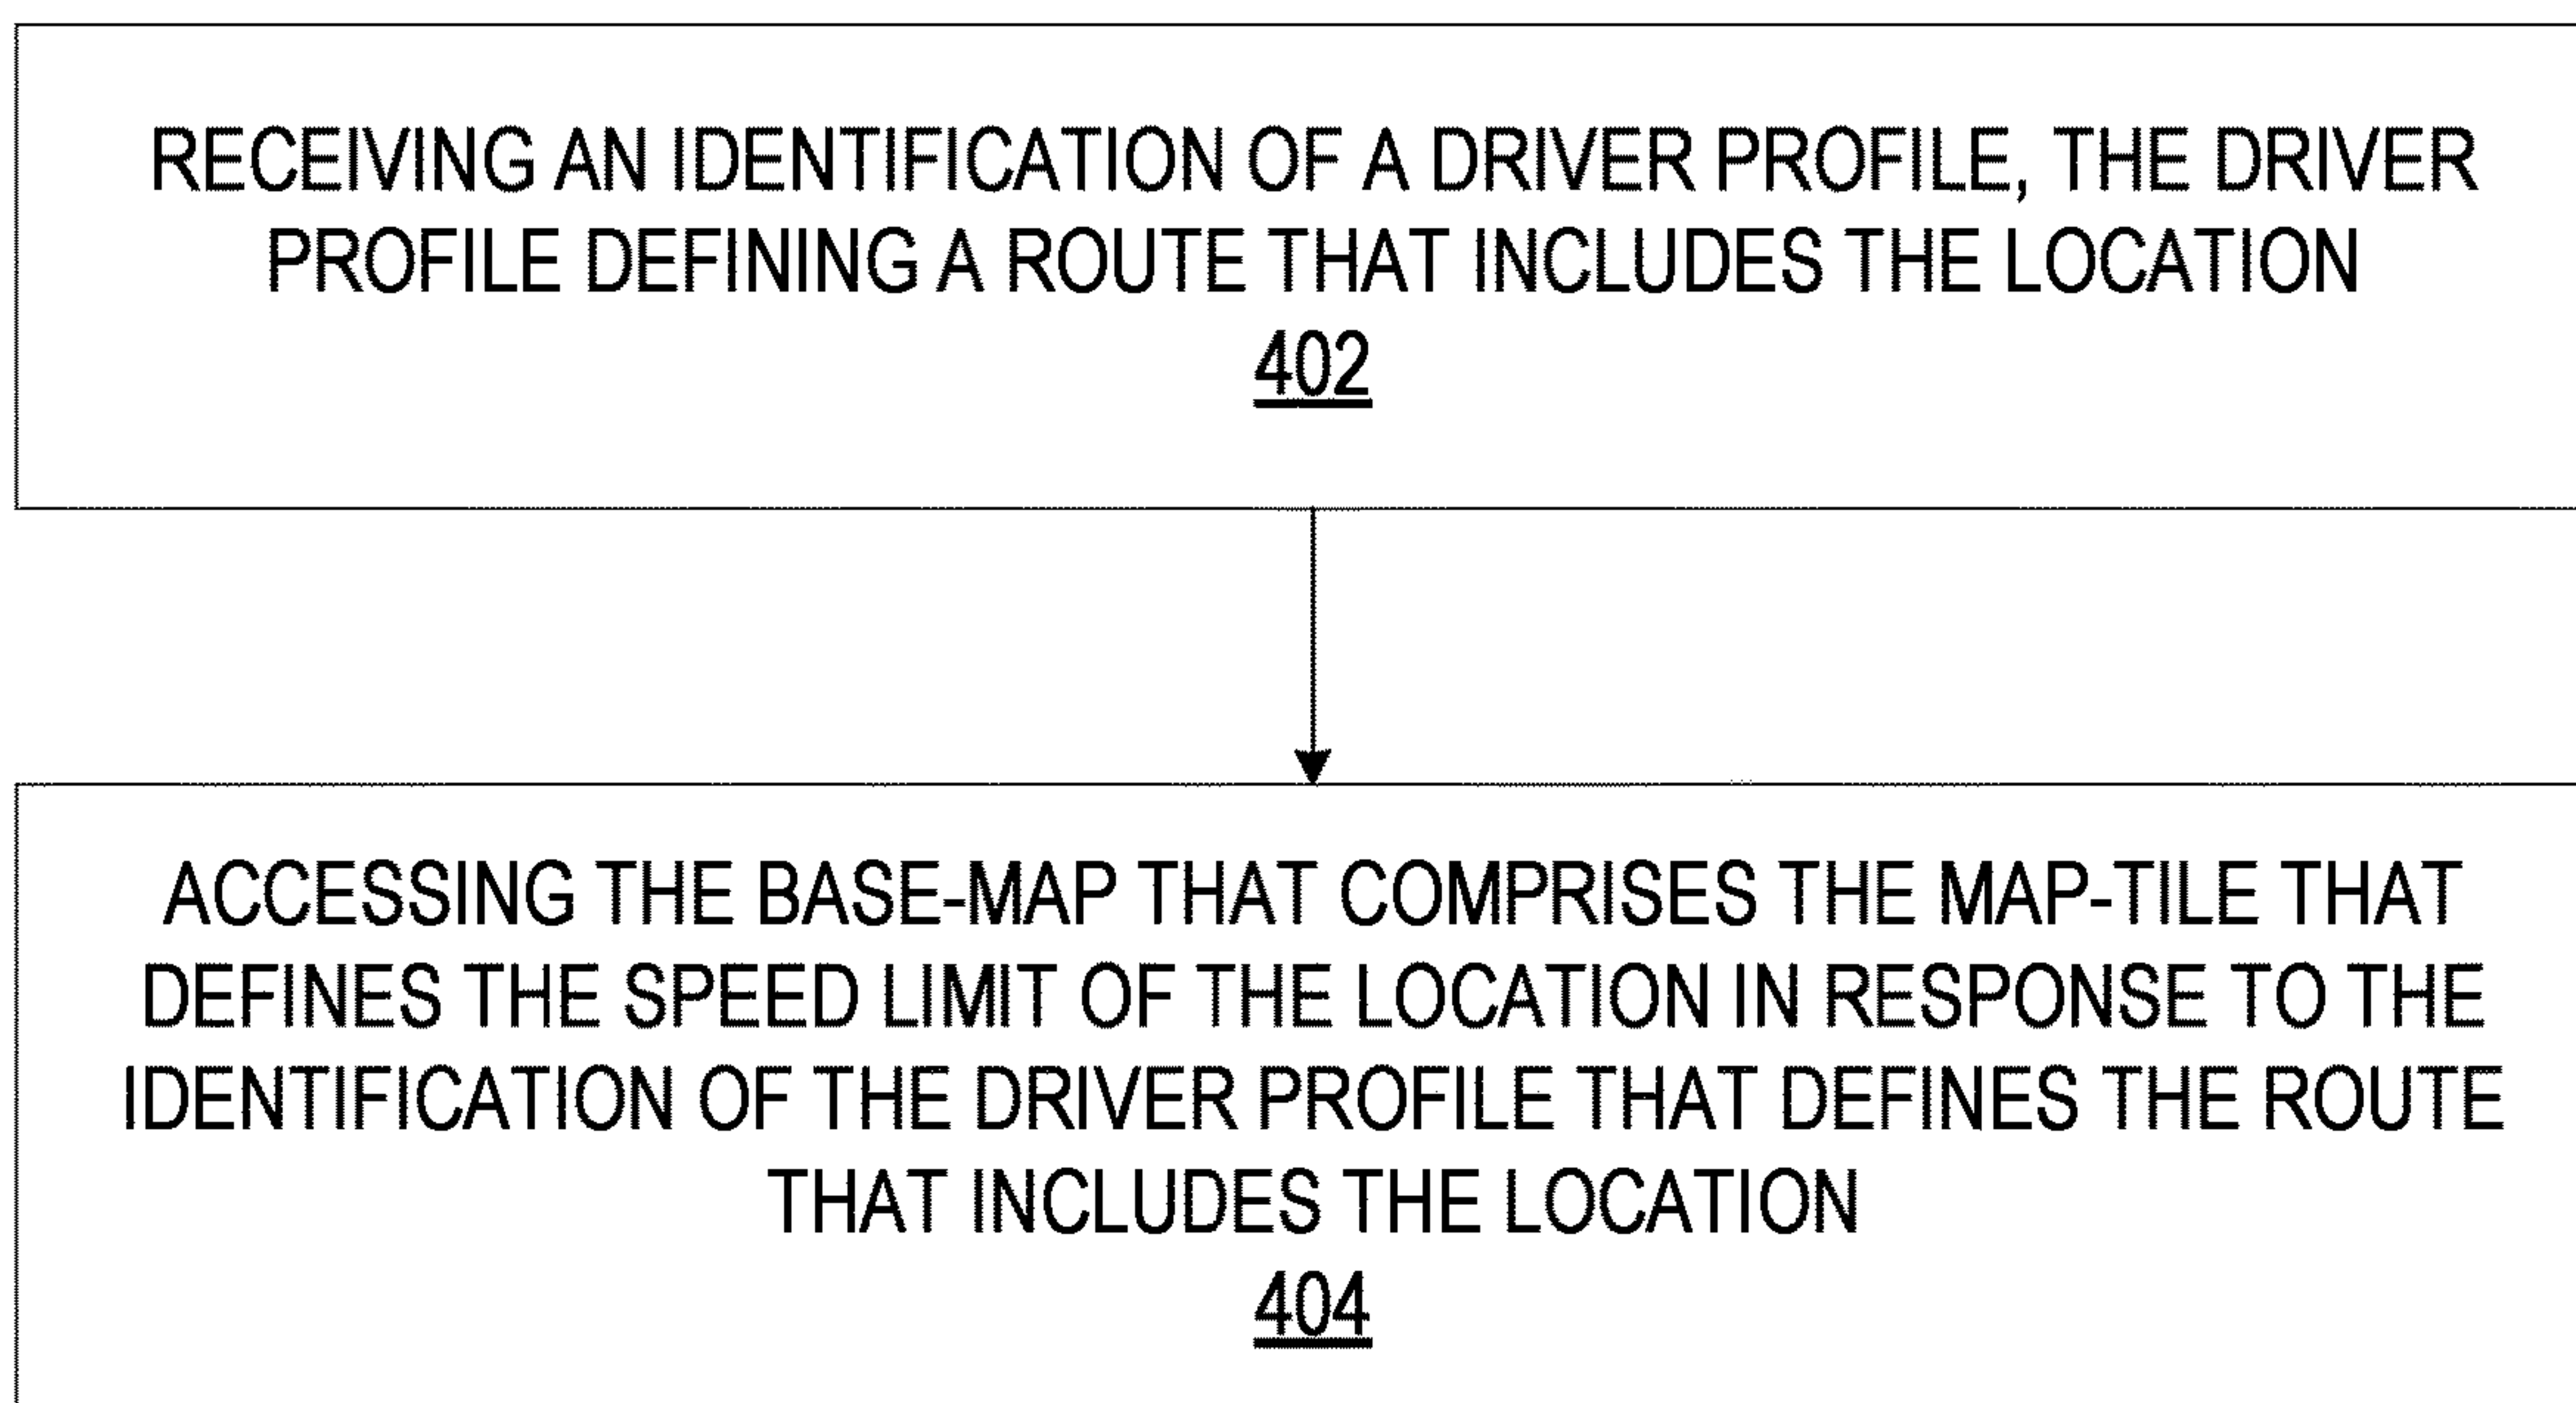 RECEIVING AN IDENTIFICATION OF A DRIVER PROFILE, THE DRIVER
PROFILE DEFINING A ROUTE THAT INCLUDES THE LOCATION
402
ACCESSING THE BASE-MAP THAT COMPRISES THE MAP-TILE THAT
DEFINES THE SPEED LIMIT OF THE LOCATION IN RESPONSE TO THE
IDENTIFICATION OF THE DRIVER PROFILE THAT DEFINES THE ROUTE
THAT INCLUDES THE LOCATION
404